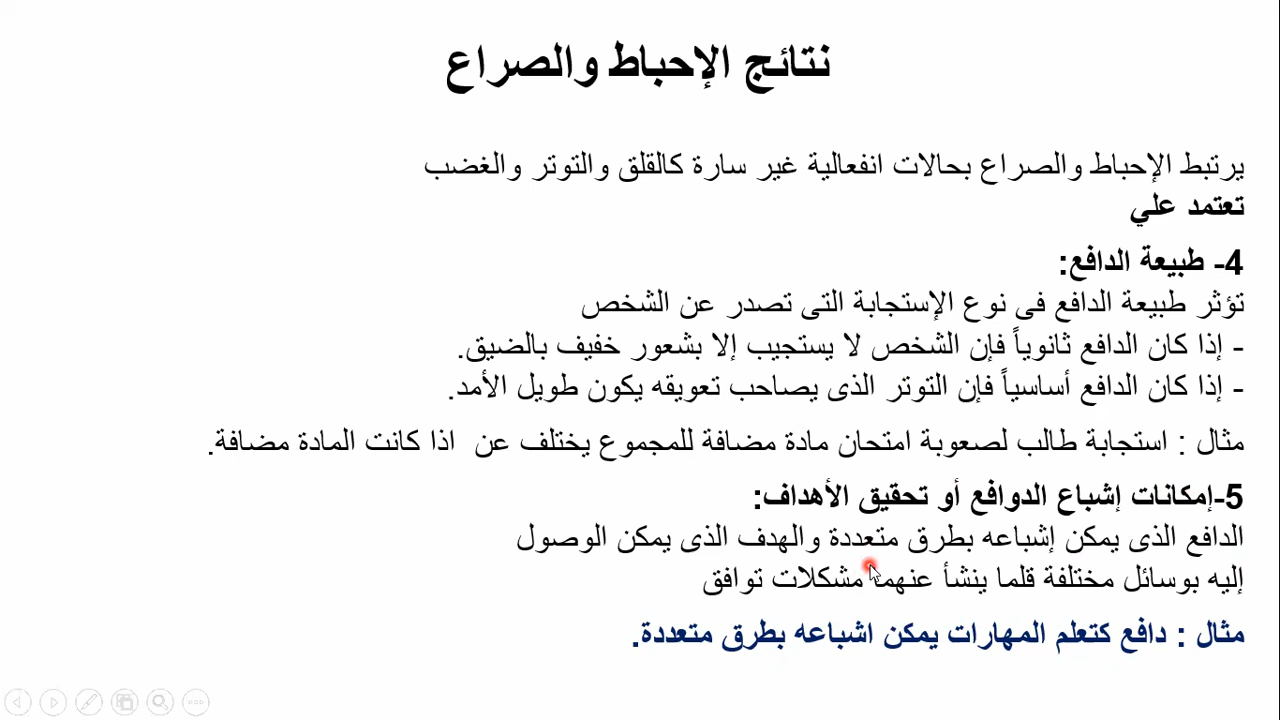 نتائج الإحباط والصراع
يرتبط الإحباط والصراع بحالات انفعالية غير سارة كالقلق والتوتر والغضب
تعتمد علي
4- طبيعة الدافع:
تؤثر طبيعة الدافع فى نوع الإستجابة التى تصدر عن الشخص
- إذا كان الدافع ثانوياً فإن الشخص لا يستجيب إلا بشعور خفيف بالضيق.
- إذا كان الدافع أساسياً فإن التوتر الذى يصاحب تعويقه يكون طويل الأمد.
مثال : استجابة طالب لصعوبة امتحان مادة مضافة للمجموع يختلف عن اذا كانت المادة مضافة.
5-إمكانات إشباع الدوافع أو تحقيق الأهداف:
الدافع الذى يمكن إشباعه بطرق متعددة والهدف الذى يمكن الوصول
إليه بوسائل مختلفة قلما ينشأ عنهما مشكلات توافق
مثال : دافع كتعلم المهارات يمكن اشباعه بطرق متعددة.